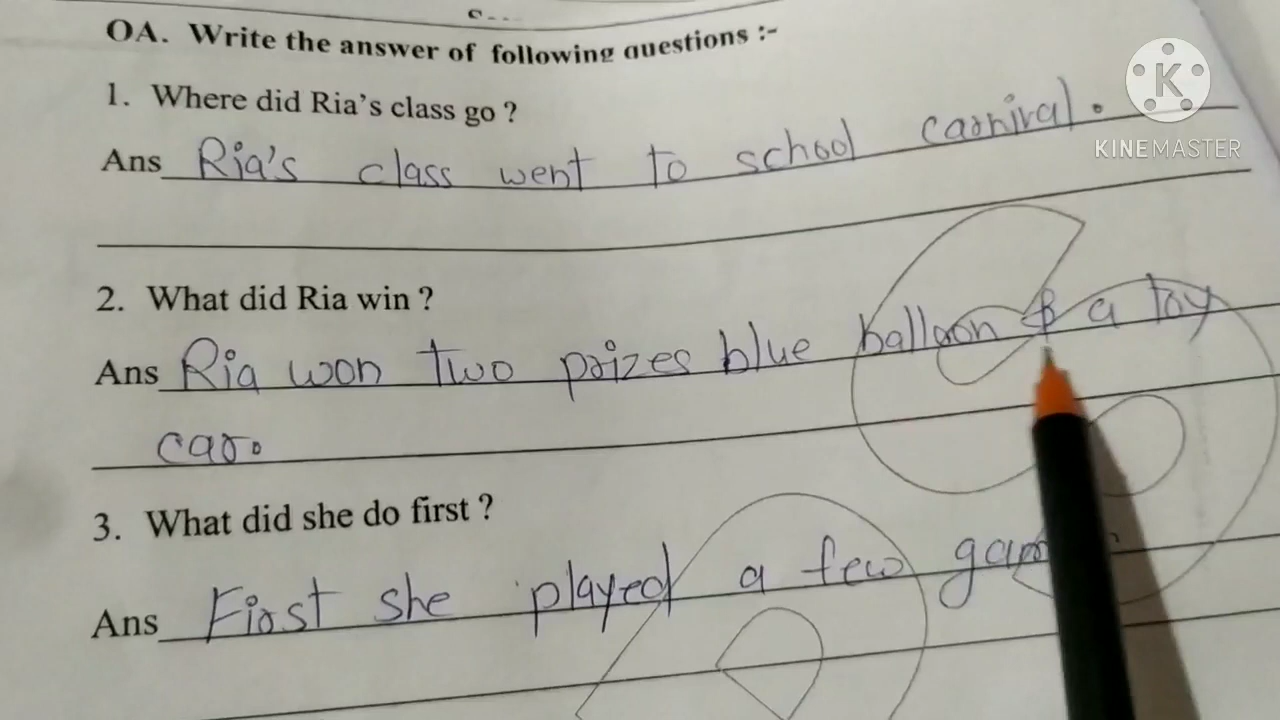 QA. Write the answer of following questions :-
1. Where did Ria's class go ?
Ans Ria's class went to school carnival.
2. What did Ria win ?
Ans Ria won two prizes blue balloon & a toy
car.
3. What did she do first ?
Ans First she played a few
K
KINEMASTER